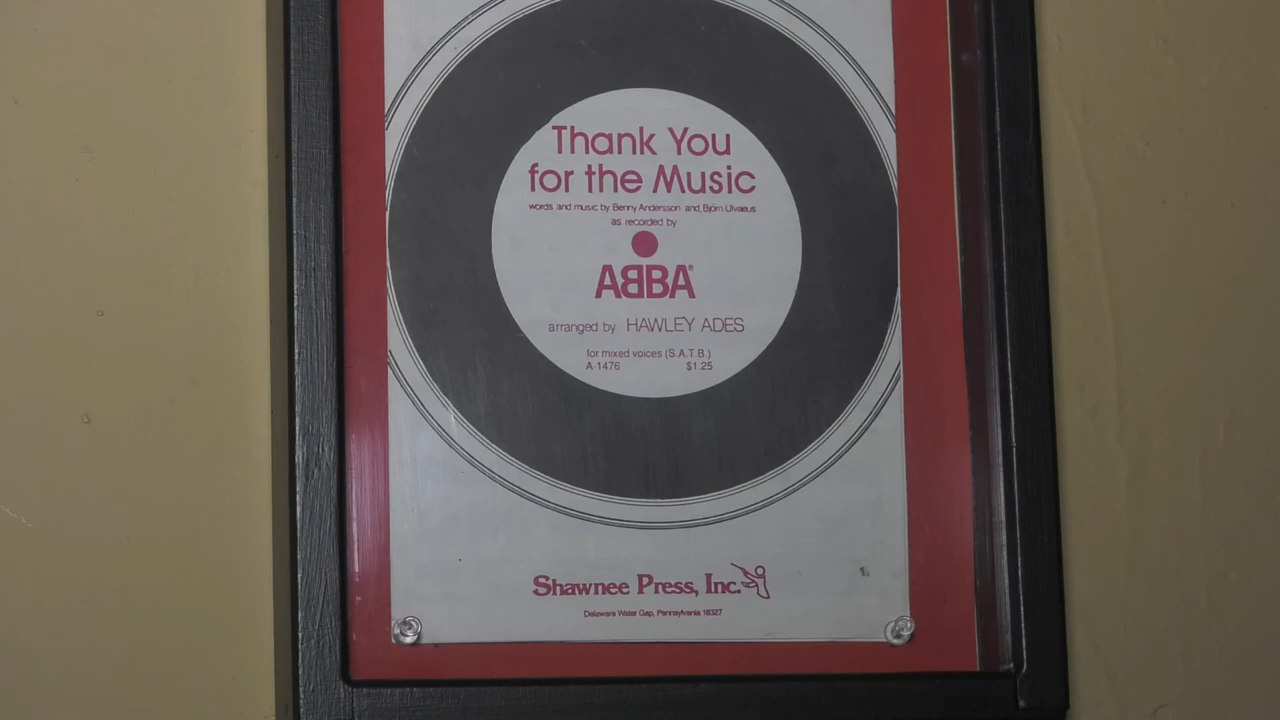 Thank You
for the Music
words and music by Benny Andersson and Björn Ulvaeus
as recorded by
ABBA®
arranged by HAWLEY ADES
for mixed voices (S.A.T.B.)
A-1476 $1.25
Shawnee Press, Inc.
Delaware Water Gap, Pennsylvania 18327